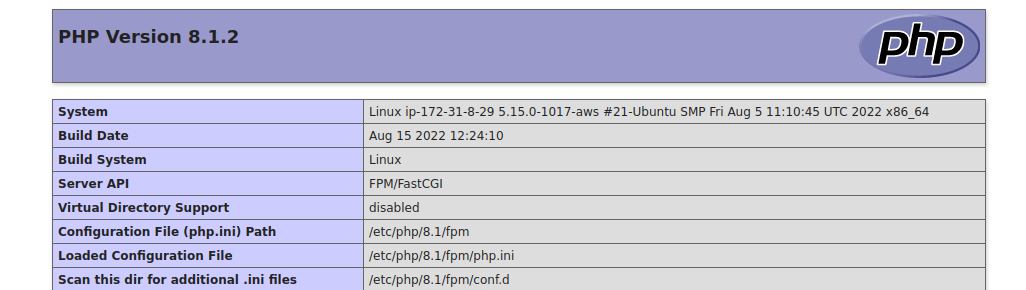 PHP Version 8.1.2
php
System Linux ip-172-31-8-29 5.15.0-1017-aws #21-Ubuntu SMP Fri Aug 5 11:10:45 UTC 2022 x86_64
Build Date Aug 15 2022 12:24:10
Build System Linux
Server API FPM/FastCGI
Virtual Directory Support disabled
Configuration File (php.ini) Path /etc/php/8.1/fpm
Loaded Configuration File /etc/php/8.1/fpm/php.ini
Scan this dir for additional .ini files /etc/php/8.1/fpm/conf.d